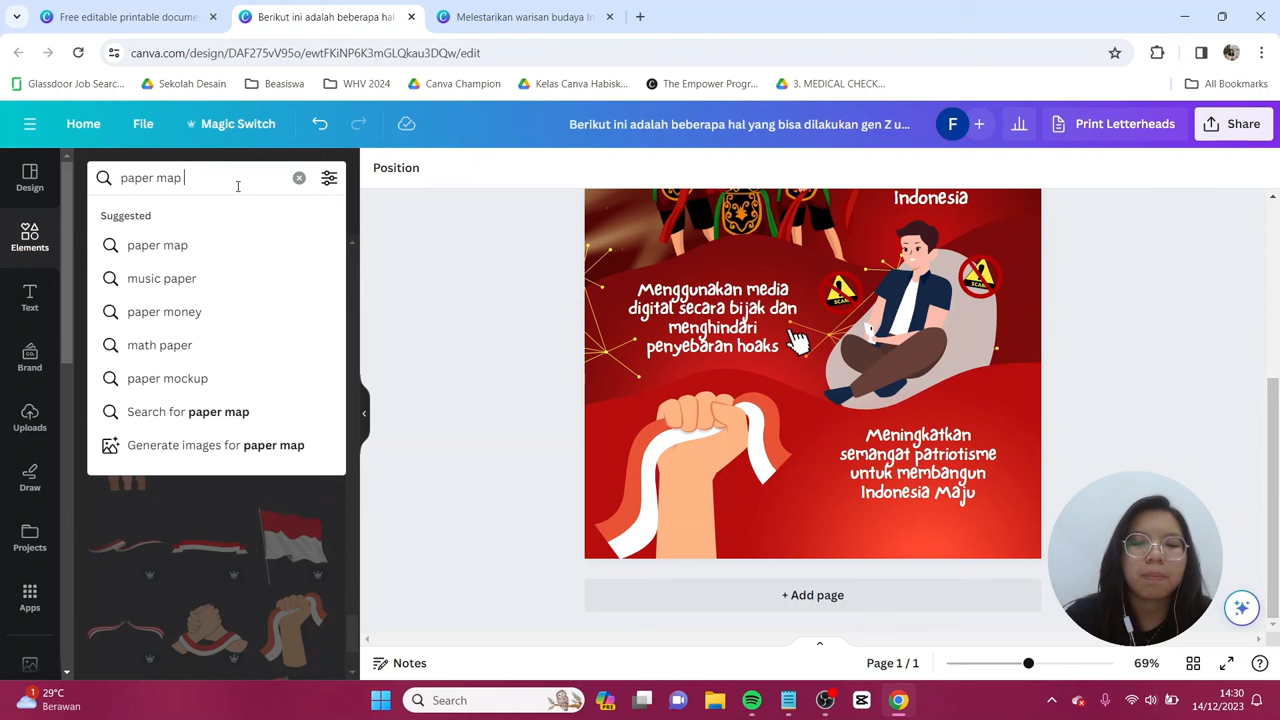 Free editable printable docume
Berikut ini adalah beberapa hal
Melestarikan warisan budaya In
canva.com/design/DAF275vV95o/ewtFKiNP6K3mGLQkau3DQw/edit
Glassdoor Job Searc...
Sekolah Desain
Beasiswa
WHV 2024
Canva Champion
Kelas Canva Habisk...
The Empower Progr...
3. MEDICAL CHECK...
All Bookmarks
Home
File
Magic Switch
Berikut ini adalah beberapa hal yang bisa dilakukan gen Z u...
F
Print Letterheads
Share
Design
Elements
Text
Brand
Uploads
Draw
Projects
Apps
paper map
Suggested
paper map
music paper
paper money
math paper
paper mockup
Search for paper map
Generate images for paper map
Position
Indonesia
Menggunakan media
digital secara bijak dan
menghindari
penyebaran hoaks
SCAM
SCAM
Meningkatkan
semangat patriotisme
untuk membangun
Indonesia Maju
+ Add page
Notes
Page 1 / 1
69%
1
29°C
Berawan
Search
PRE
14:30
14/12/2023